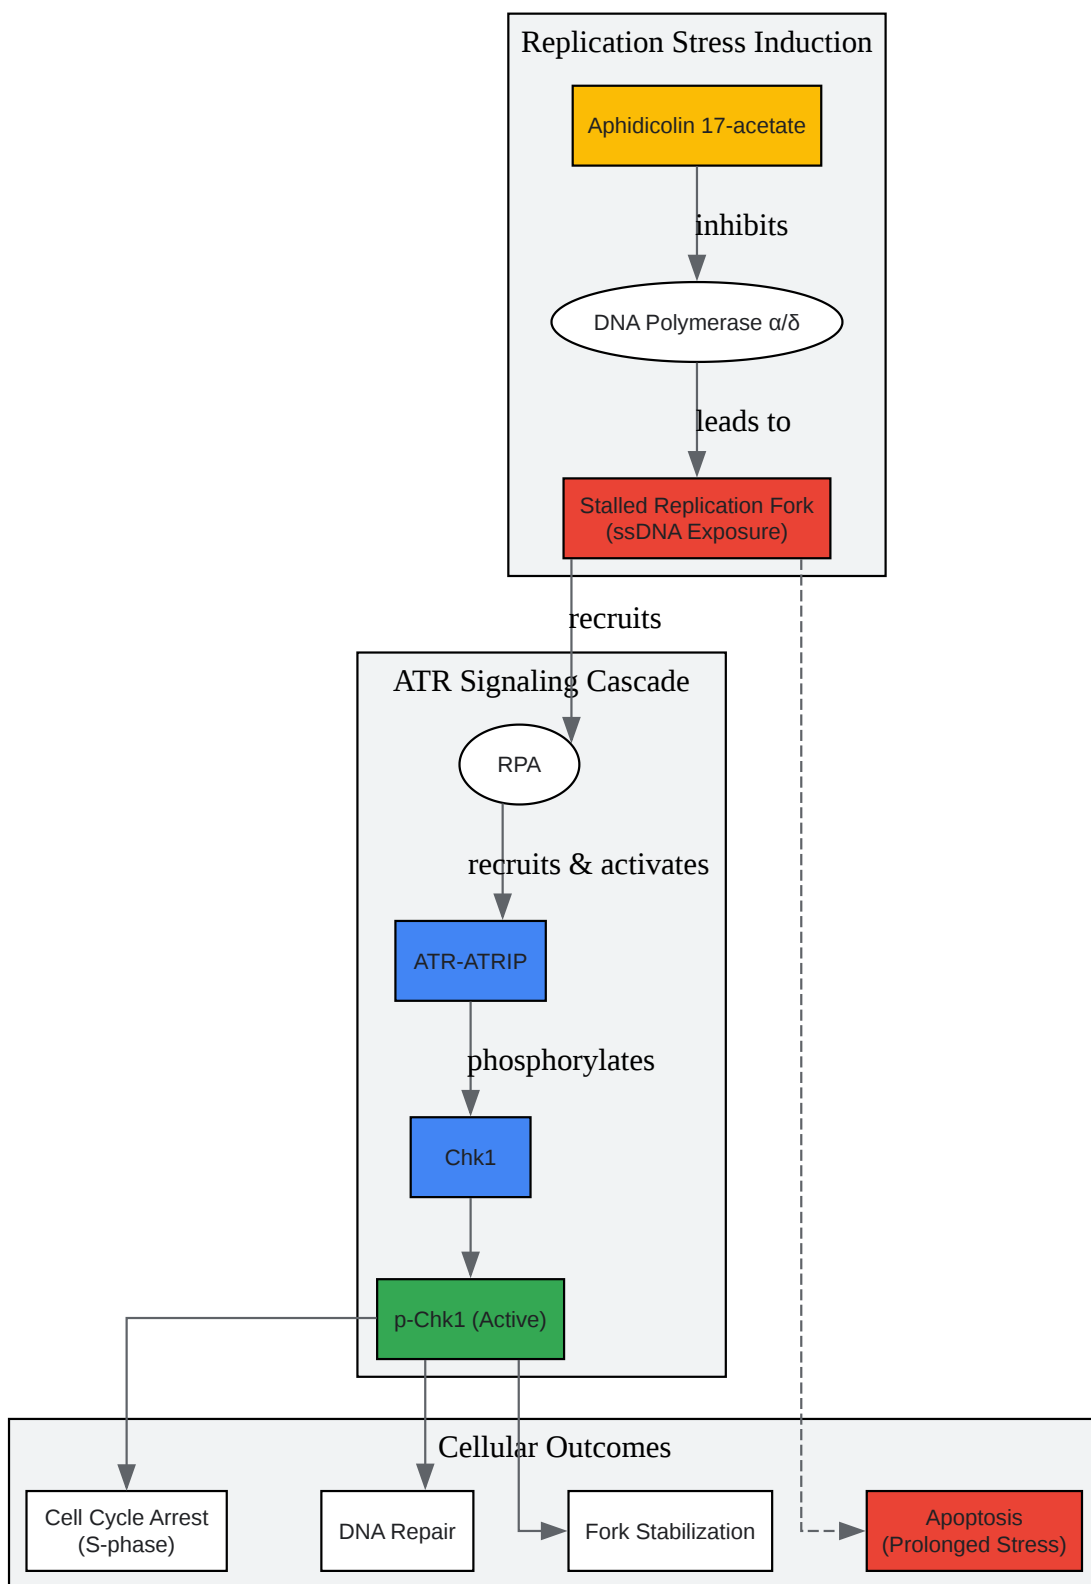 Replication Stress Induction
Aphidicolin 17-acetate
inhibits
DNA Polymerase α/δ
leads to
Stalled Replication Fork
(ssDNA Exposure)
recruits
ATR Signaling Cascade
RPA
recruits & activates
ATR-ATRIP
phosphorylates
Chk1
p-Chk1 (Active)
Cellular Outcomes
Cell Cycle Arrest
(S-phase)
DNA Repair
Fork Stabilization
Apoptosis
(Prolonged Stress)